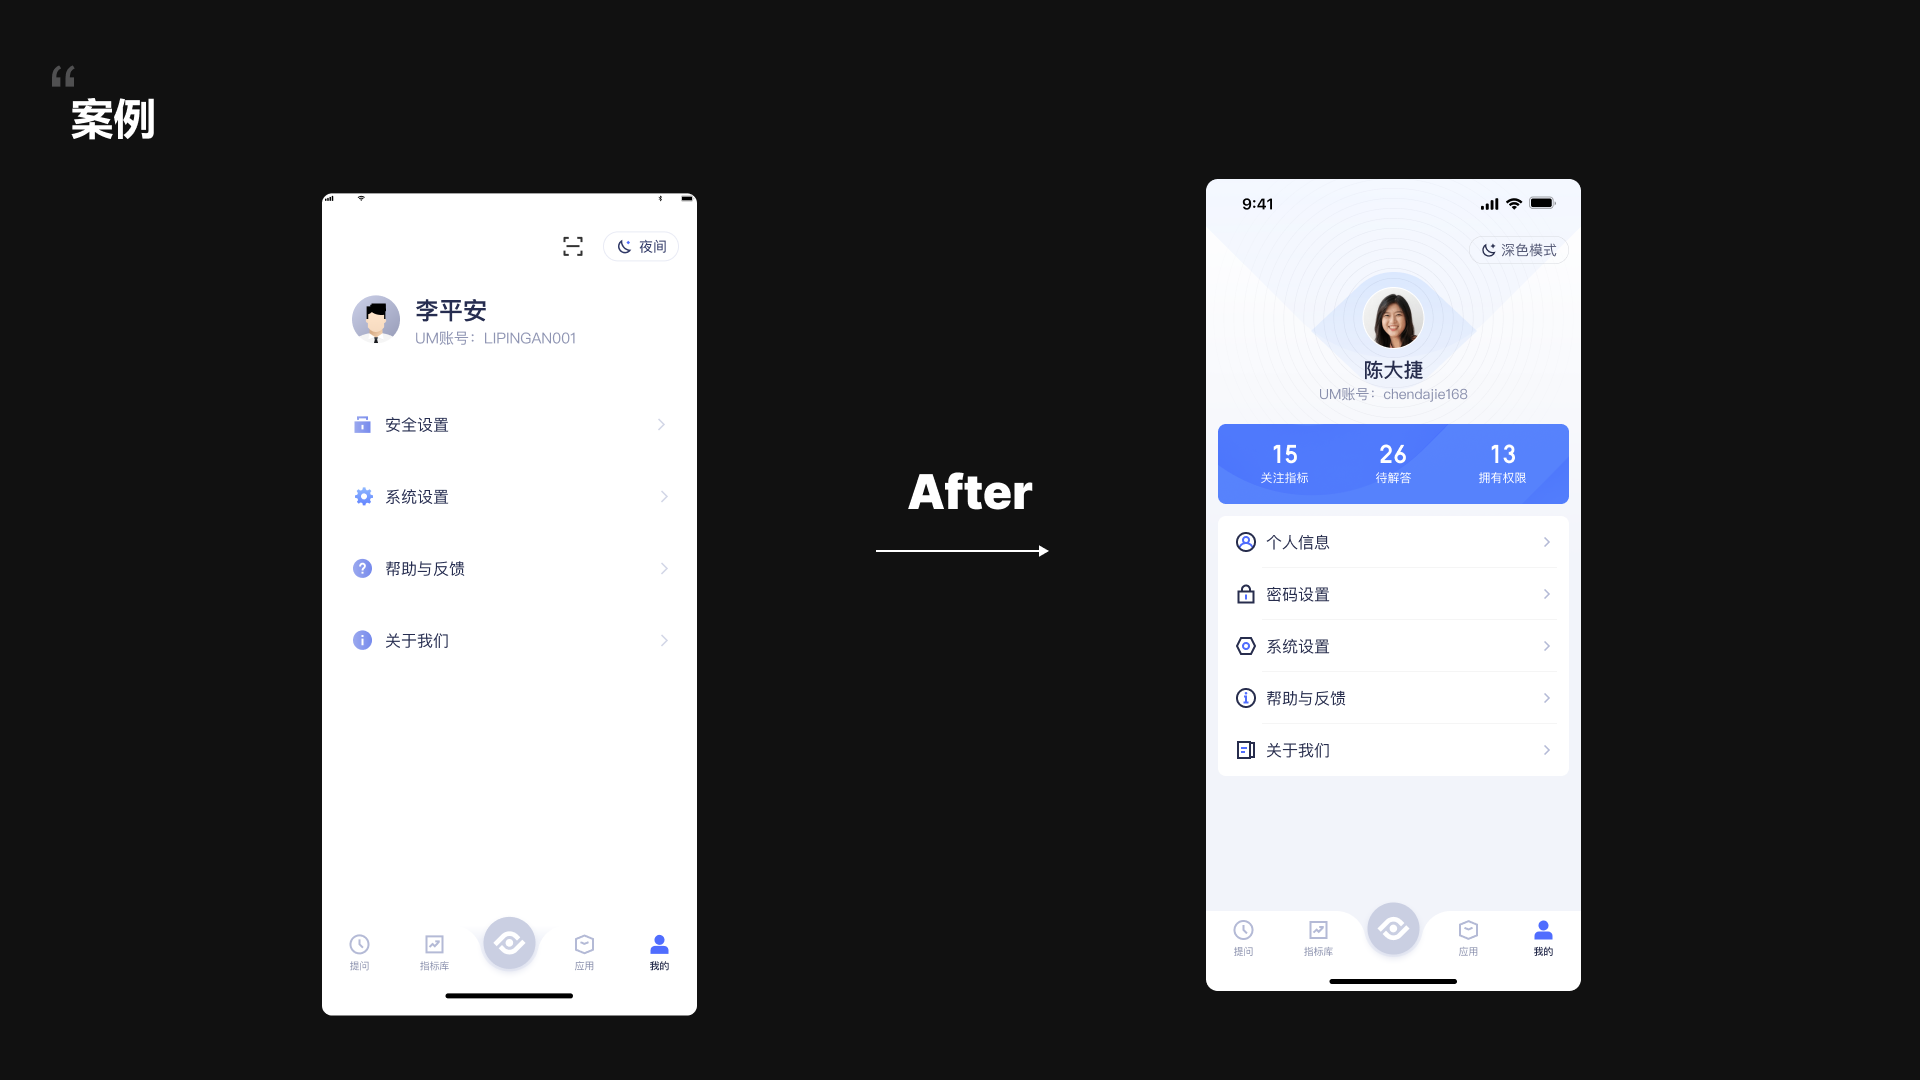 “
案例
夜间
李平安
UM账号：LIPINGAN001
安全设置
系统设置
帮助与反馈
关于我们
提问
指标库
应用
我的
After
9:41
深色模式
陈大捷
UM账号：chendajie168
15
26
13
关注指标
待解答
拥有权限
个人信息
密码设置
系统设置
帮助与反馈
关于我们
提问
指标库
应用
我的